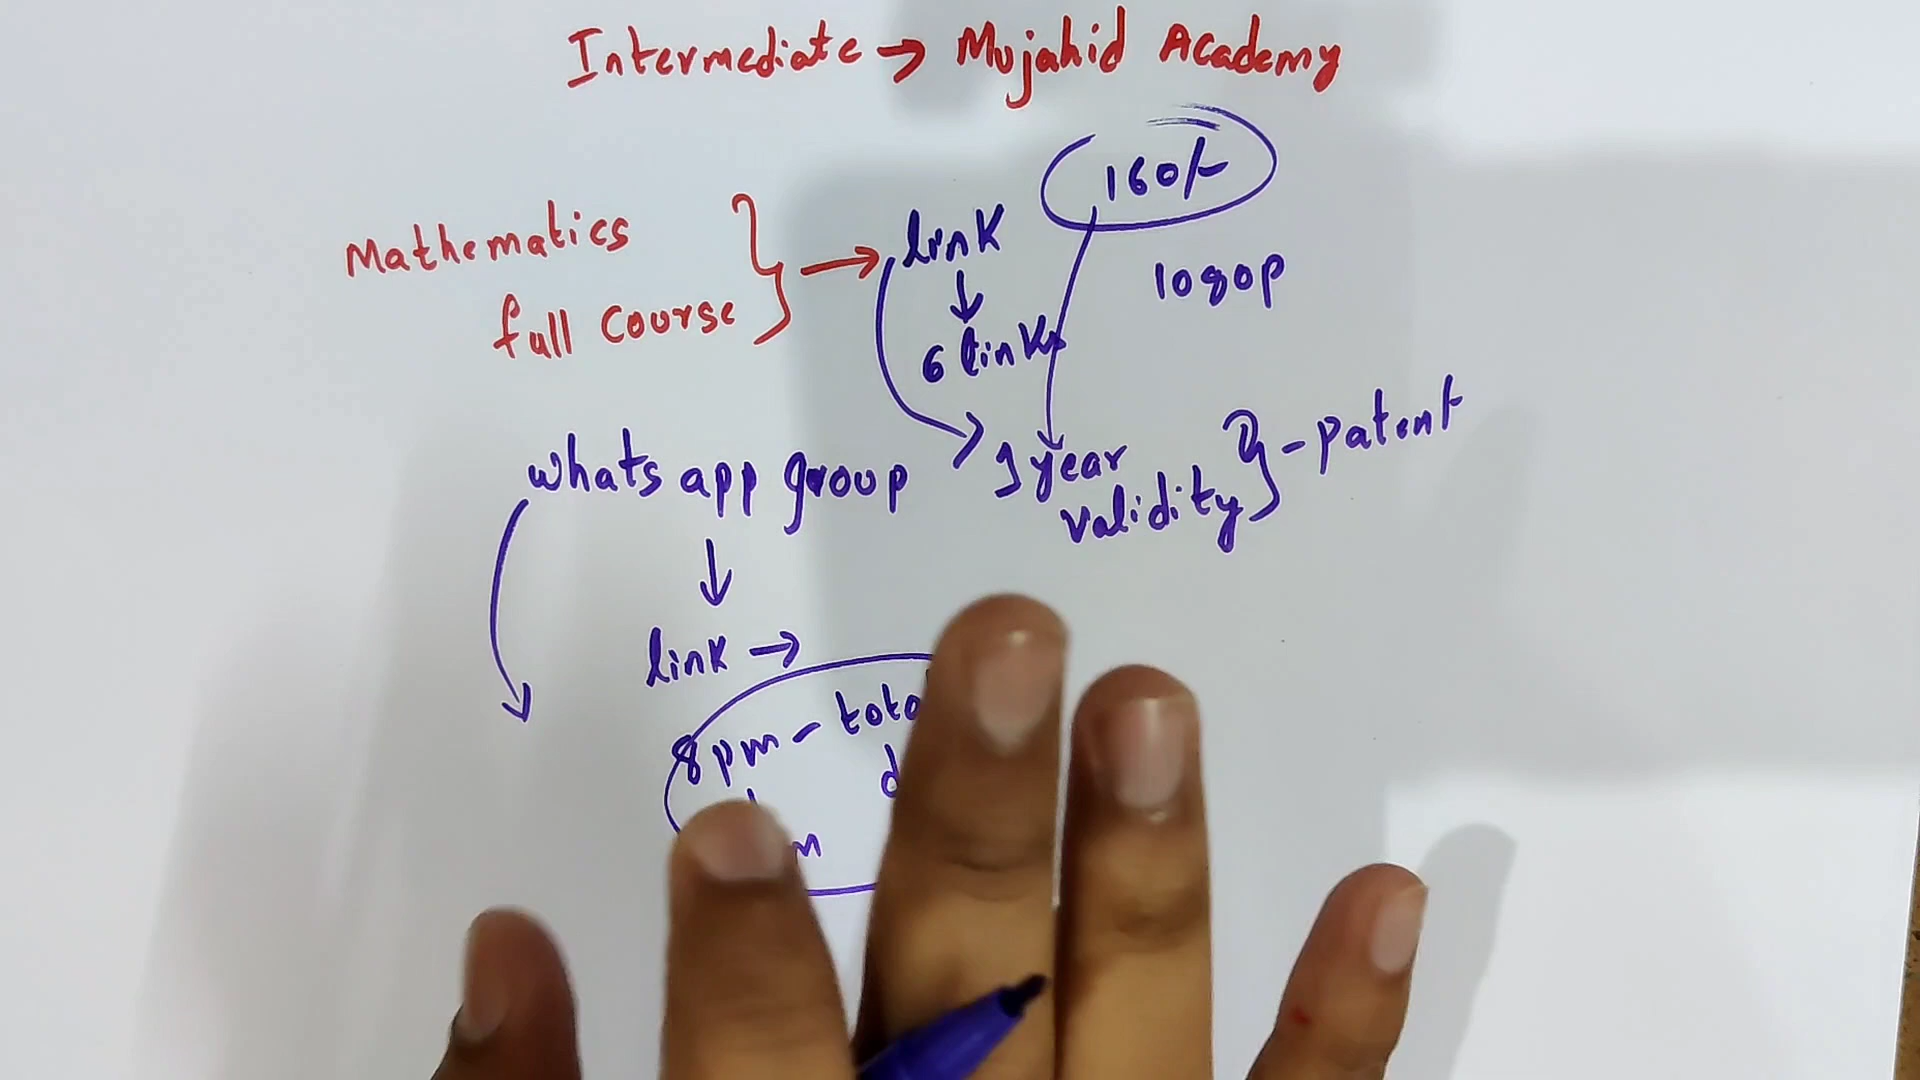 Intermediate → Mujahid Academy
160/-
Mathematics
full Course
→ link
1080p
↓
6 links
whats app group
1 year
validity
- patent
↓
link →
8pm -